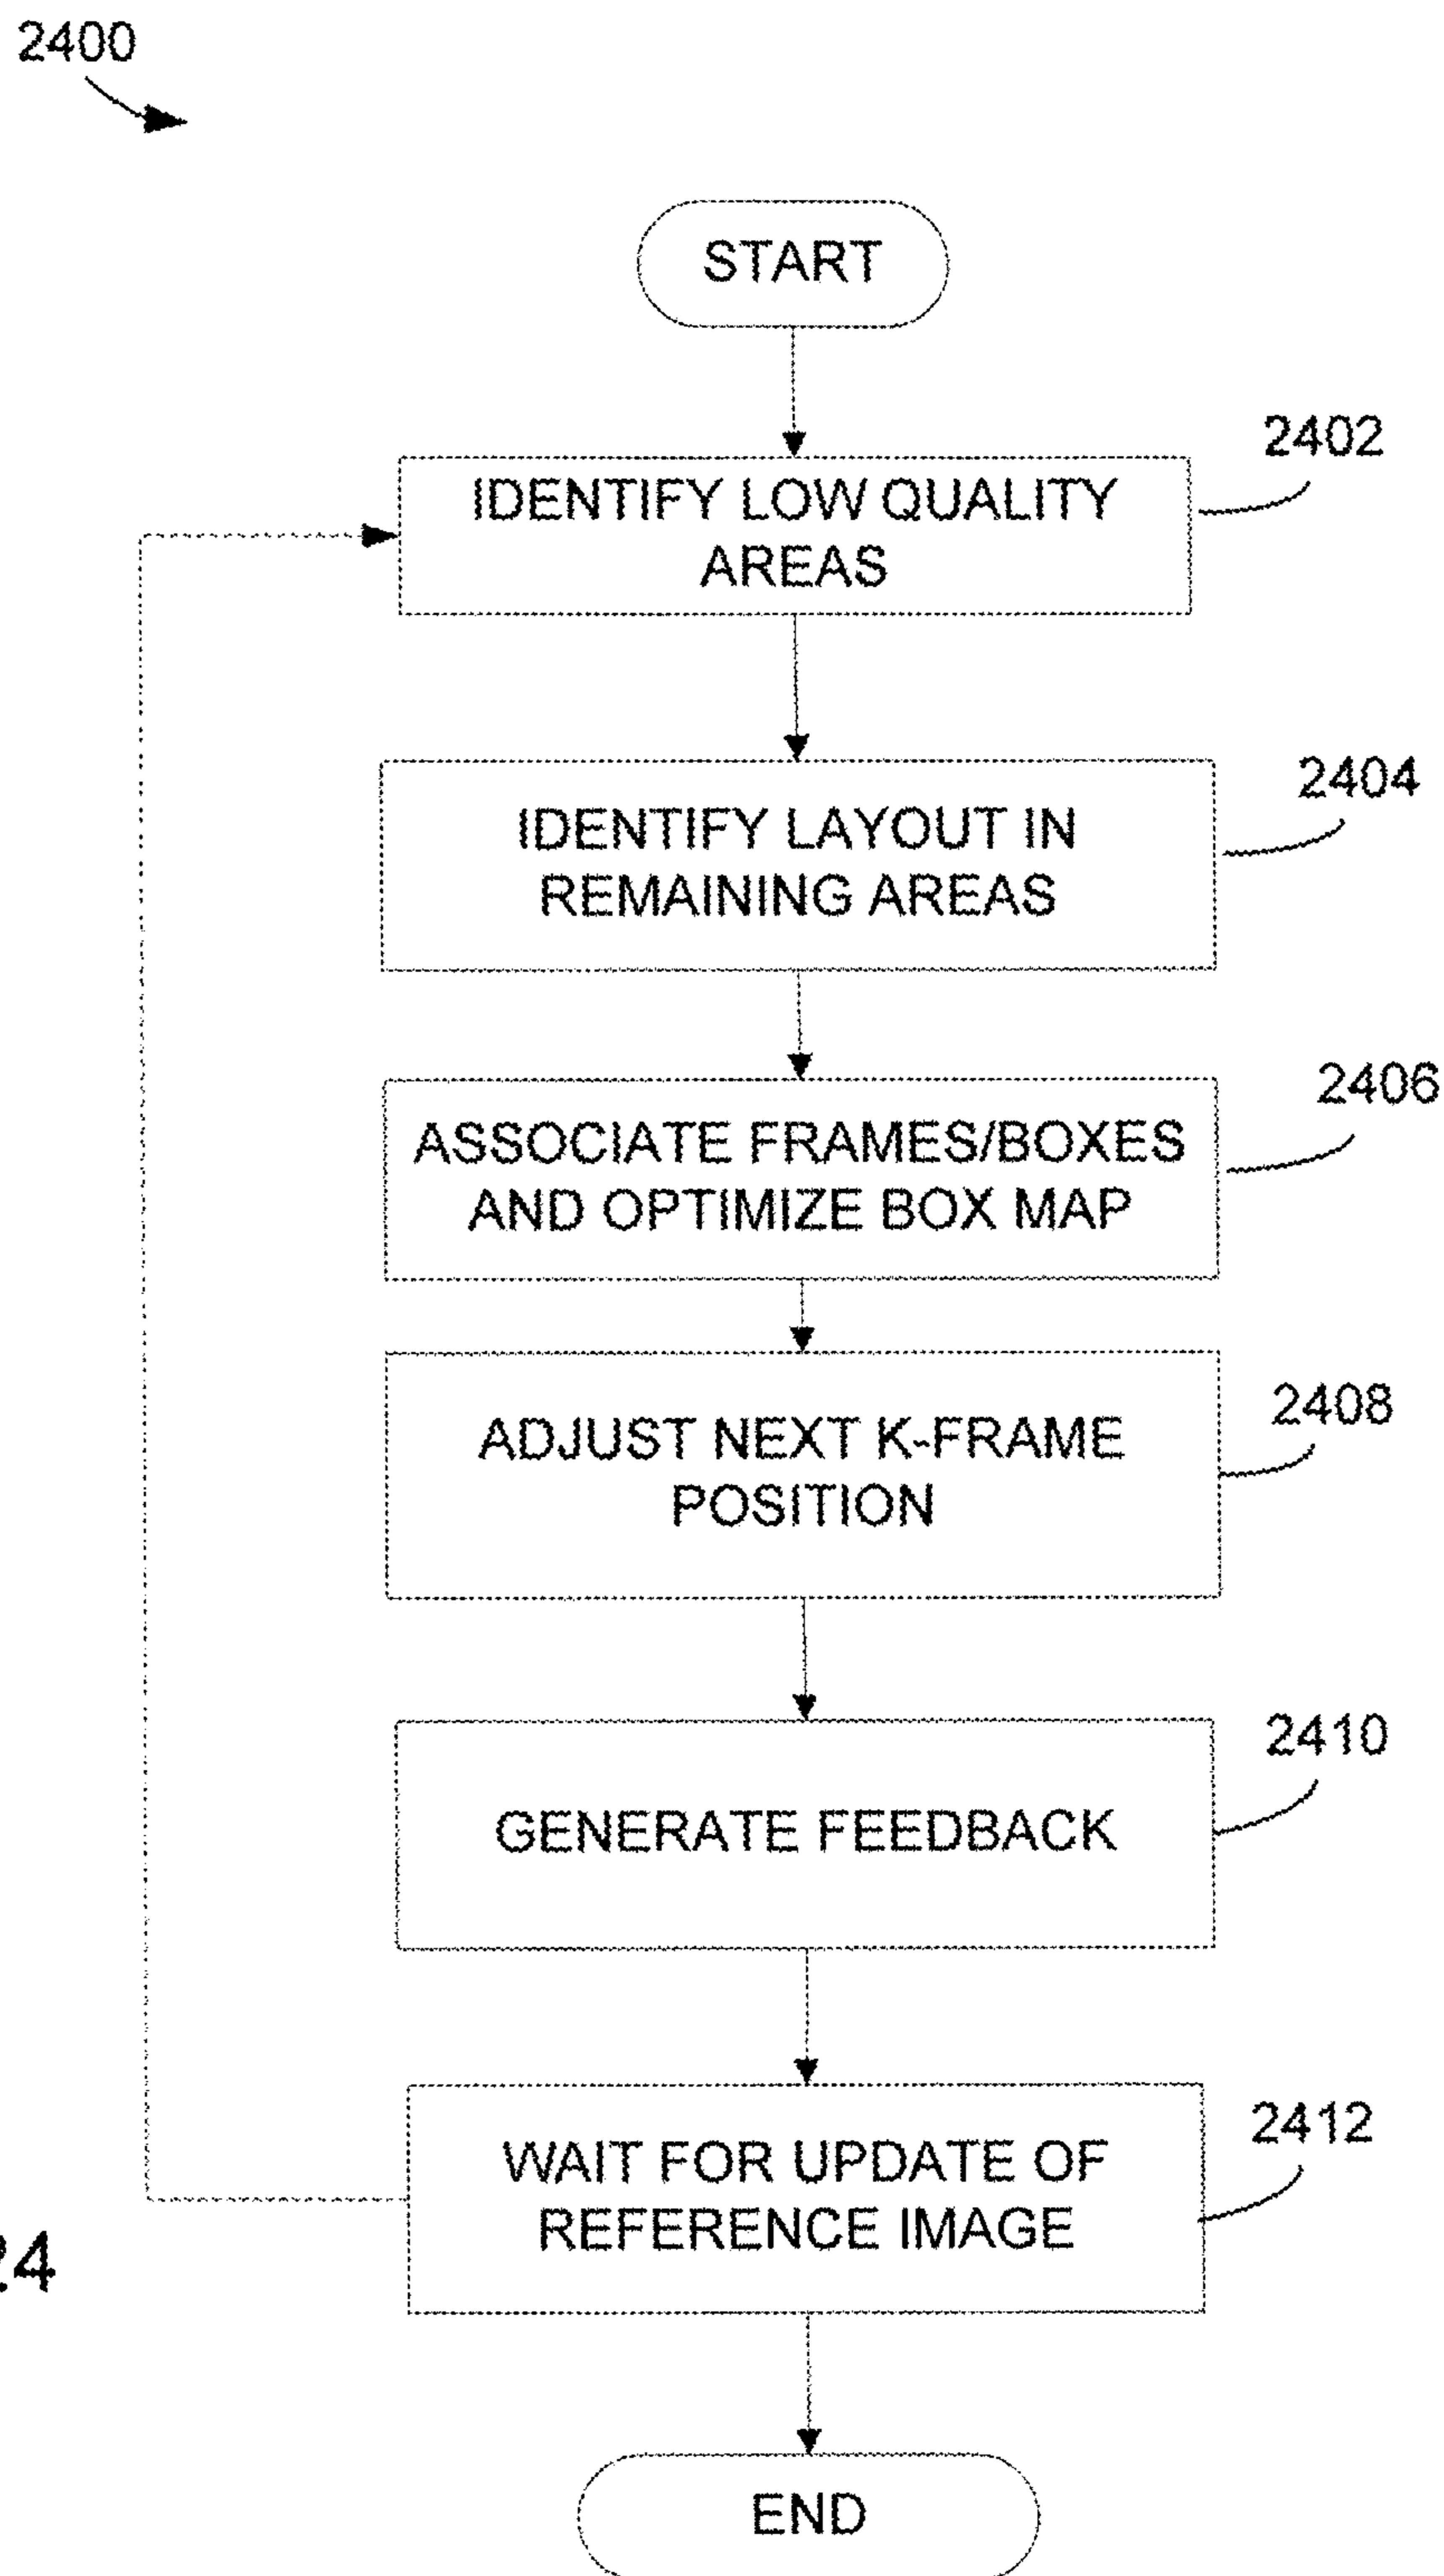 2400
START
2402
IDENTIFY LOW QUALITY
AREAS
2404
IDENTIFY LAYOUT IN
REMAINING AREAS
2406
ASSOCIATE FRAMES/BOXES
AND OPTIMIZE BOX MAP
2408
ADJUST NEXT K-FRAME
POSITION
2410
GENERATE FEEDBACK
2412
WAIT FOR UPDATE OF
REFERENCE IMAGE
24
END